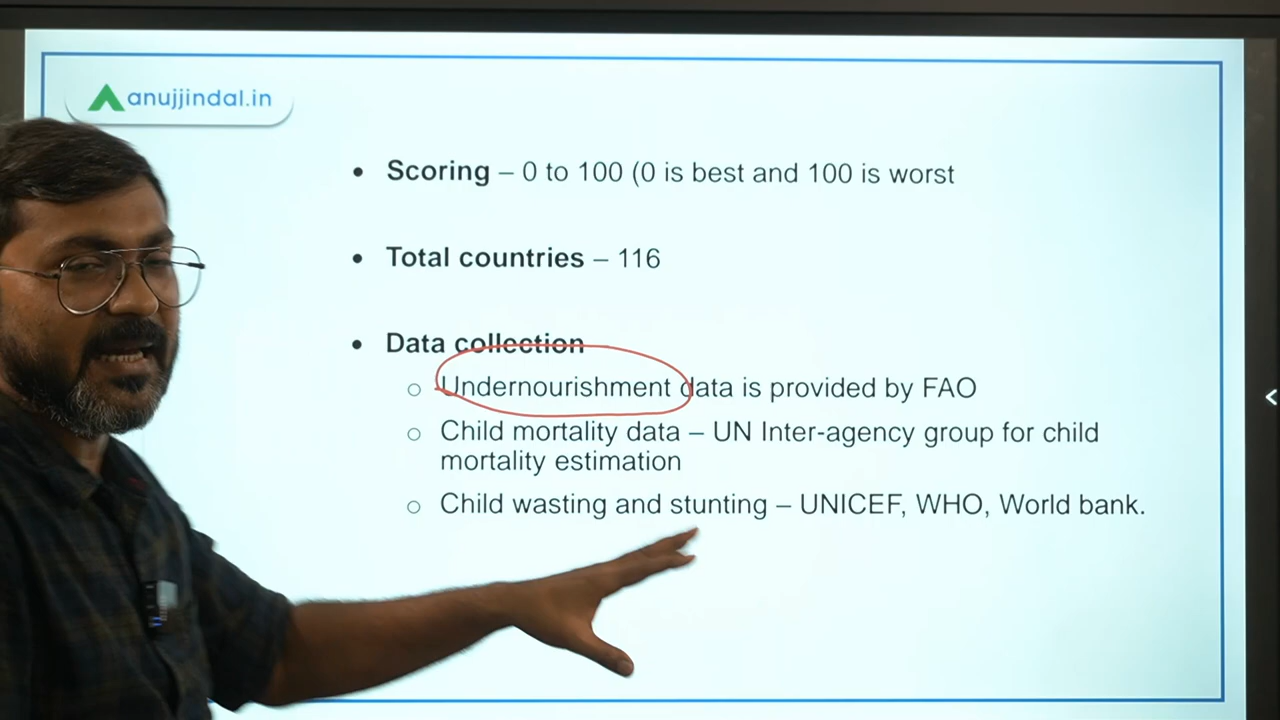 anujjindal.in
• Scoring – 0 to 100 (0 is best and 100 is worst
• Total countries – 116
• Data collection
○ Undernourishment data is provided by FAO
○ Child mortality data – UN Inter-agency group for child
mortality estimation
○ Child wasting and stunting – UNICEF, WHO, World bank.